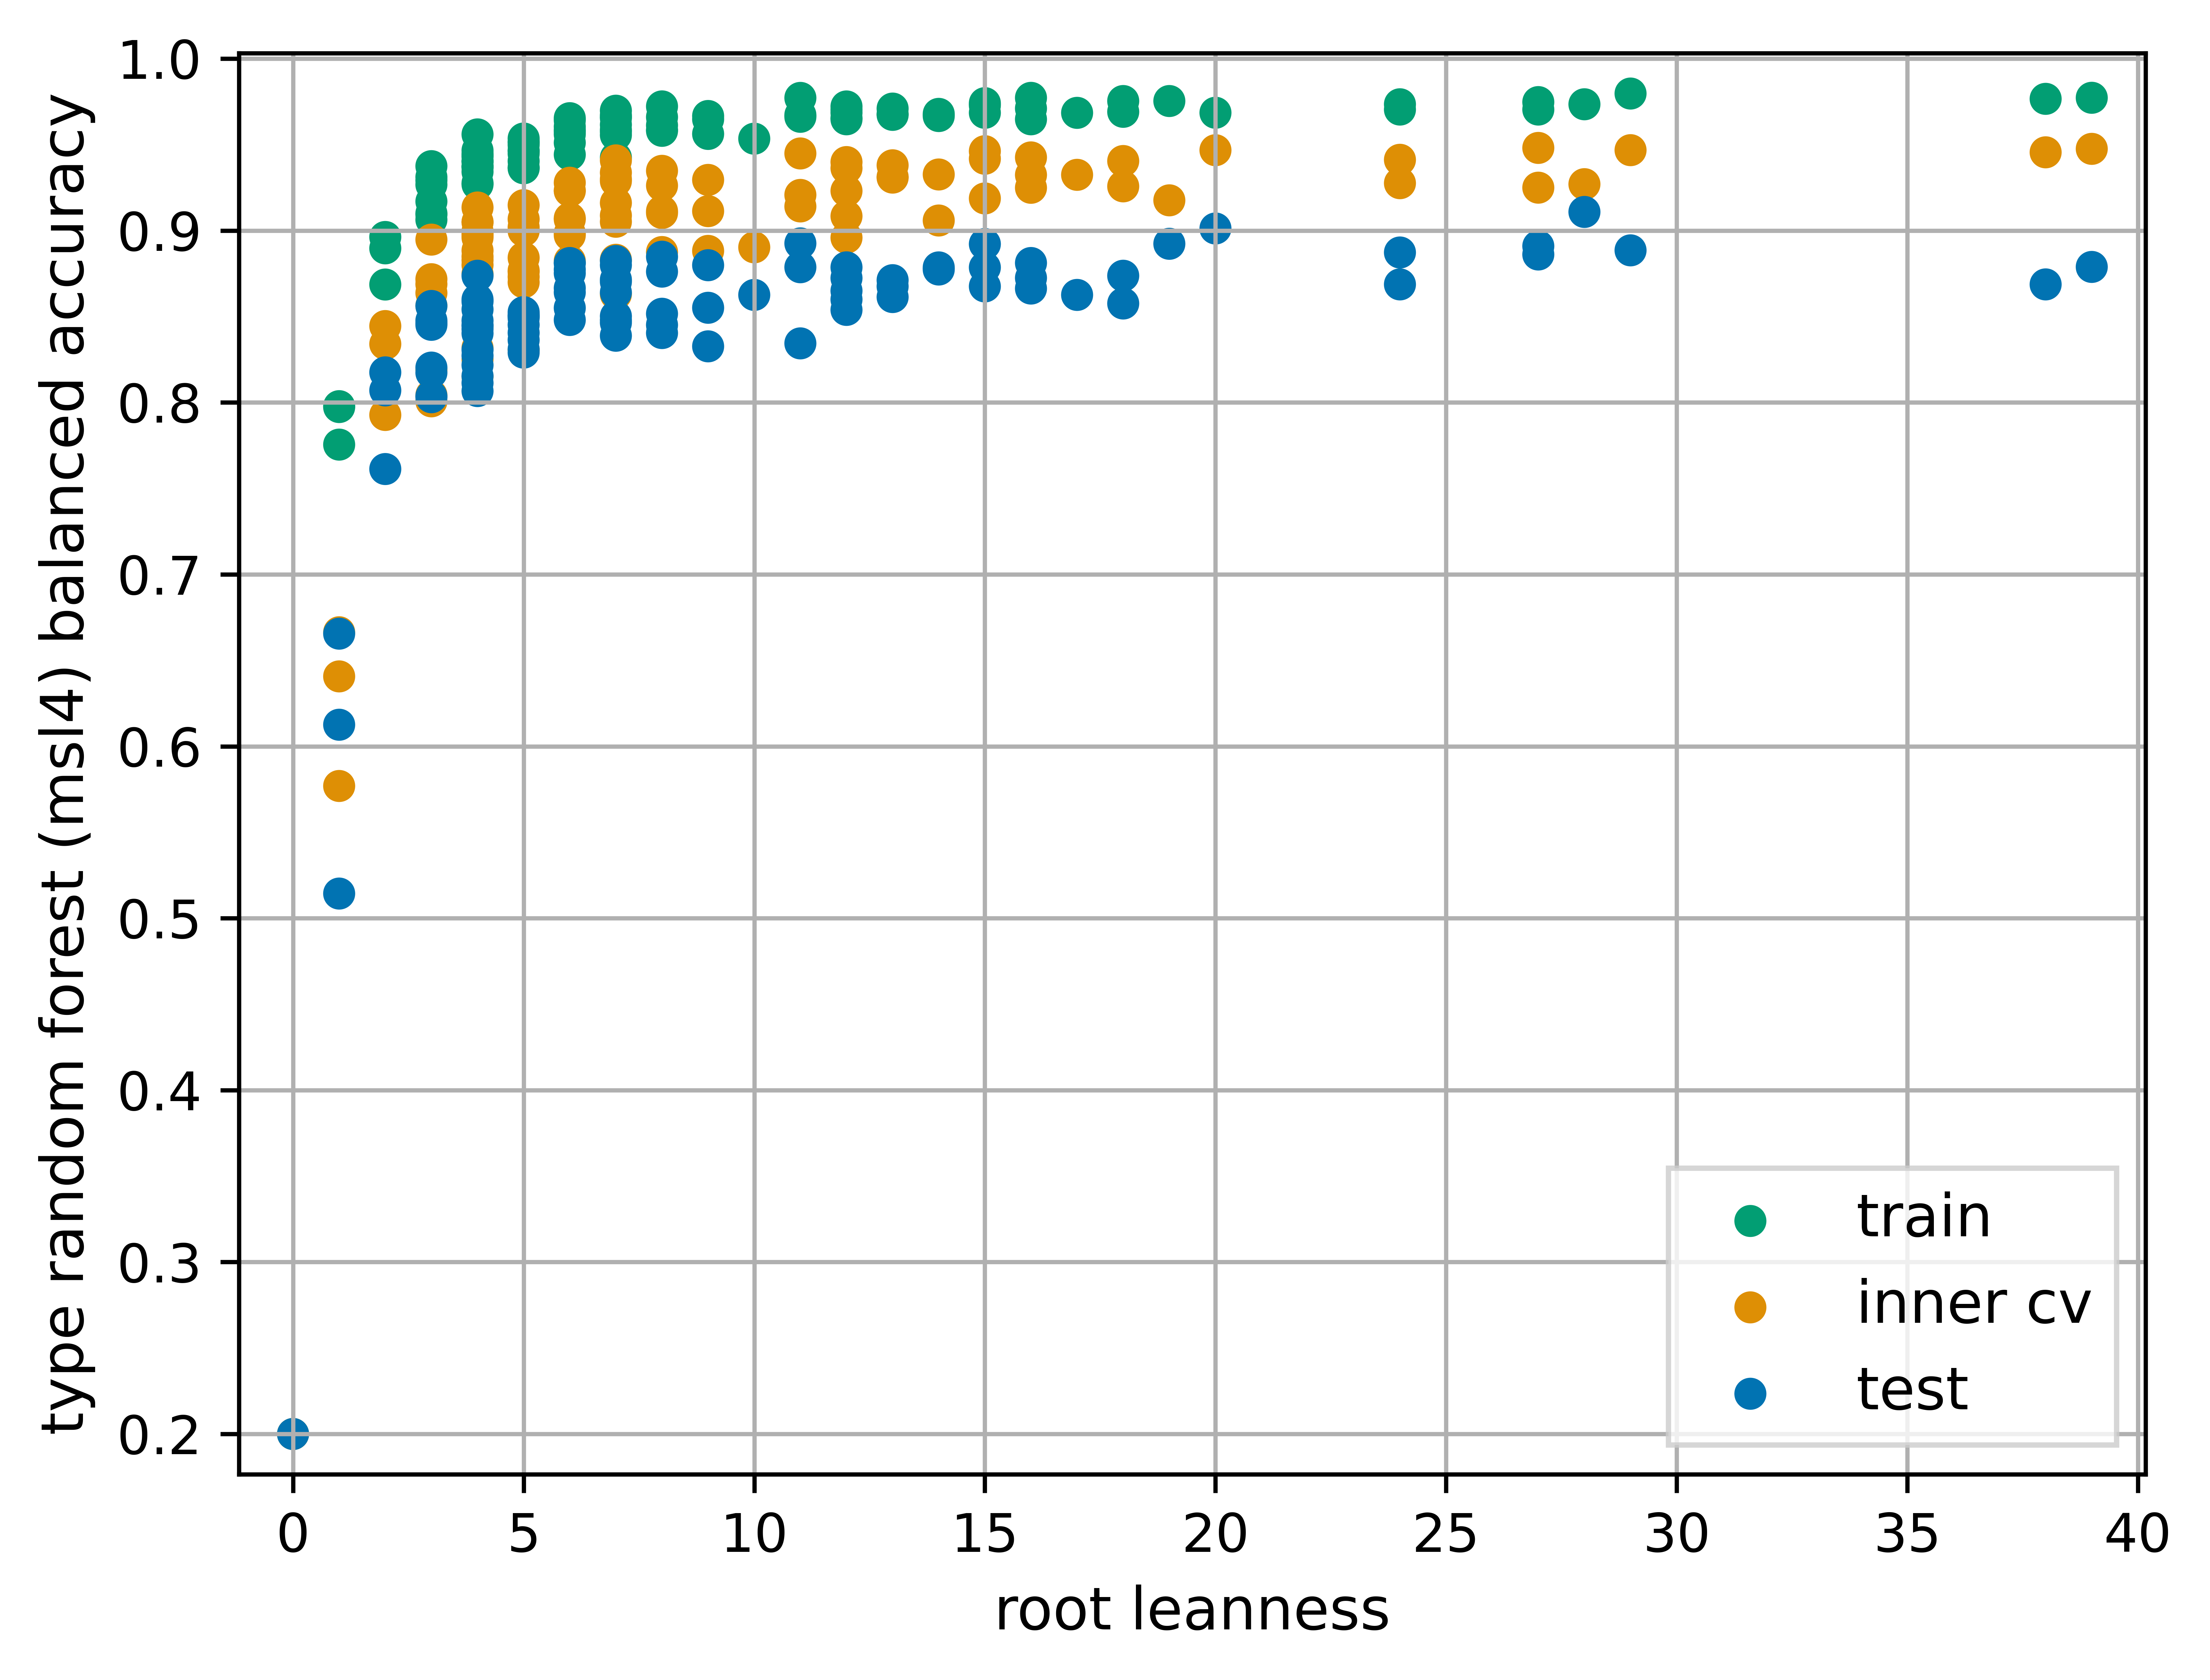 type random forest (msl4) balanced accuracy
1.0
0.9
0.8
0.7
0.6
0.5
0.4
0.3
0.2
train
inner cv
test
0 5 10 15 20 25 30 35 40
root leanness